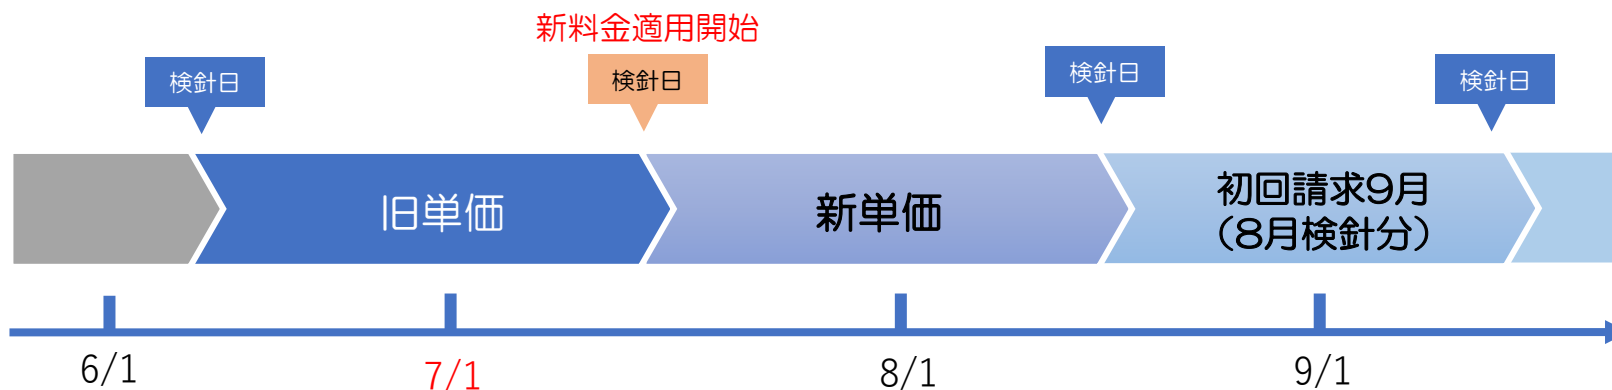 新料金適用開始
検針日
検針日
検針日
検針日
旧単価
新単価
初回請求9月
(8月検針分)
6/1
7/1
8/1
9/1